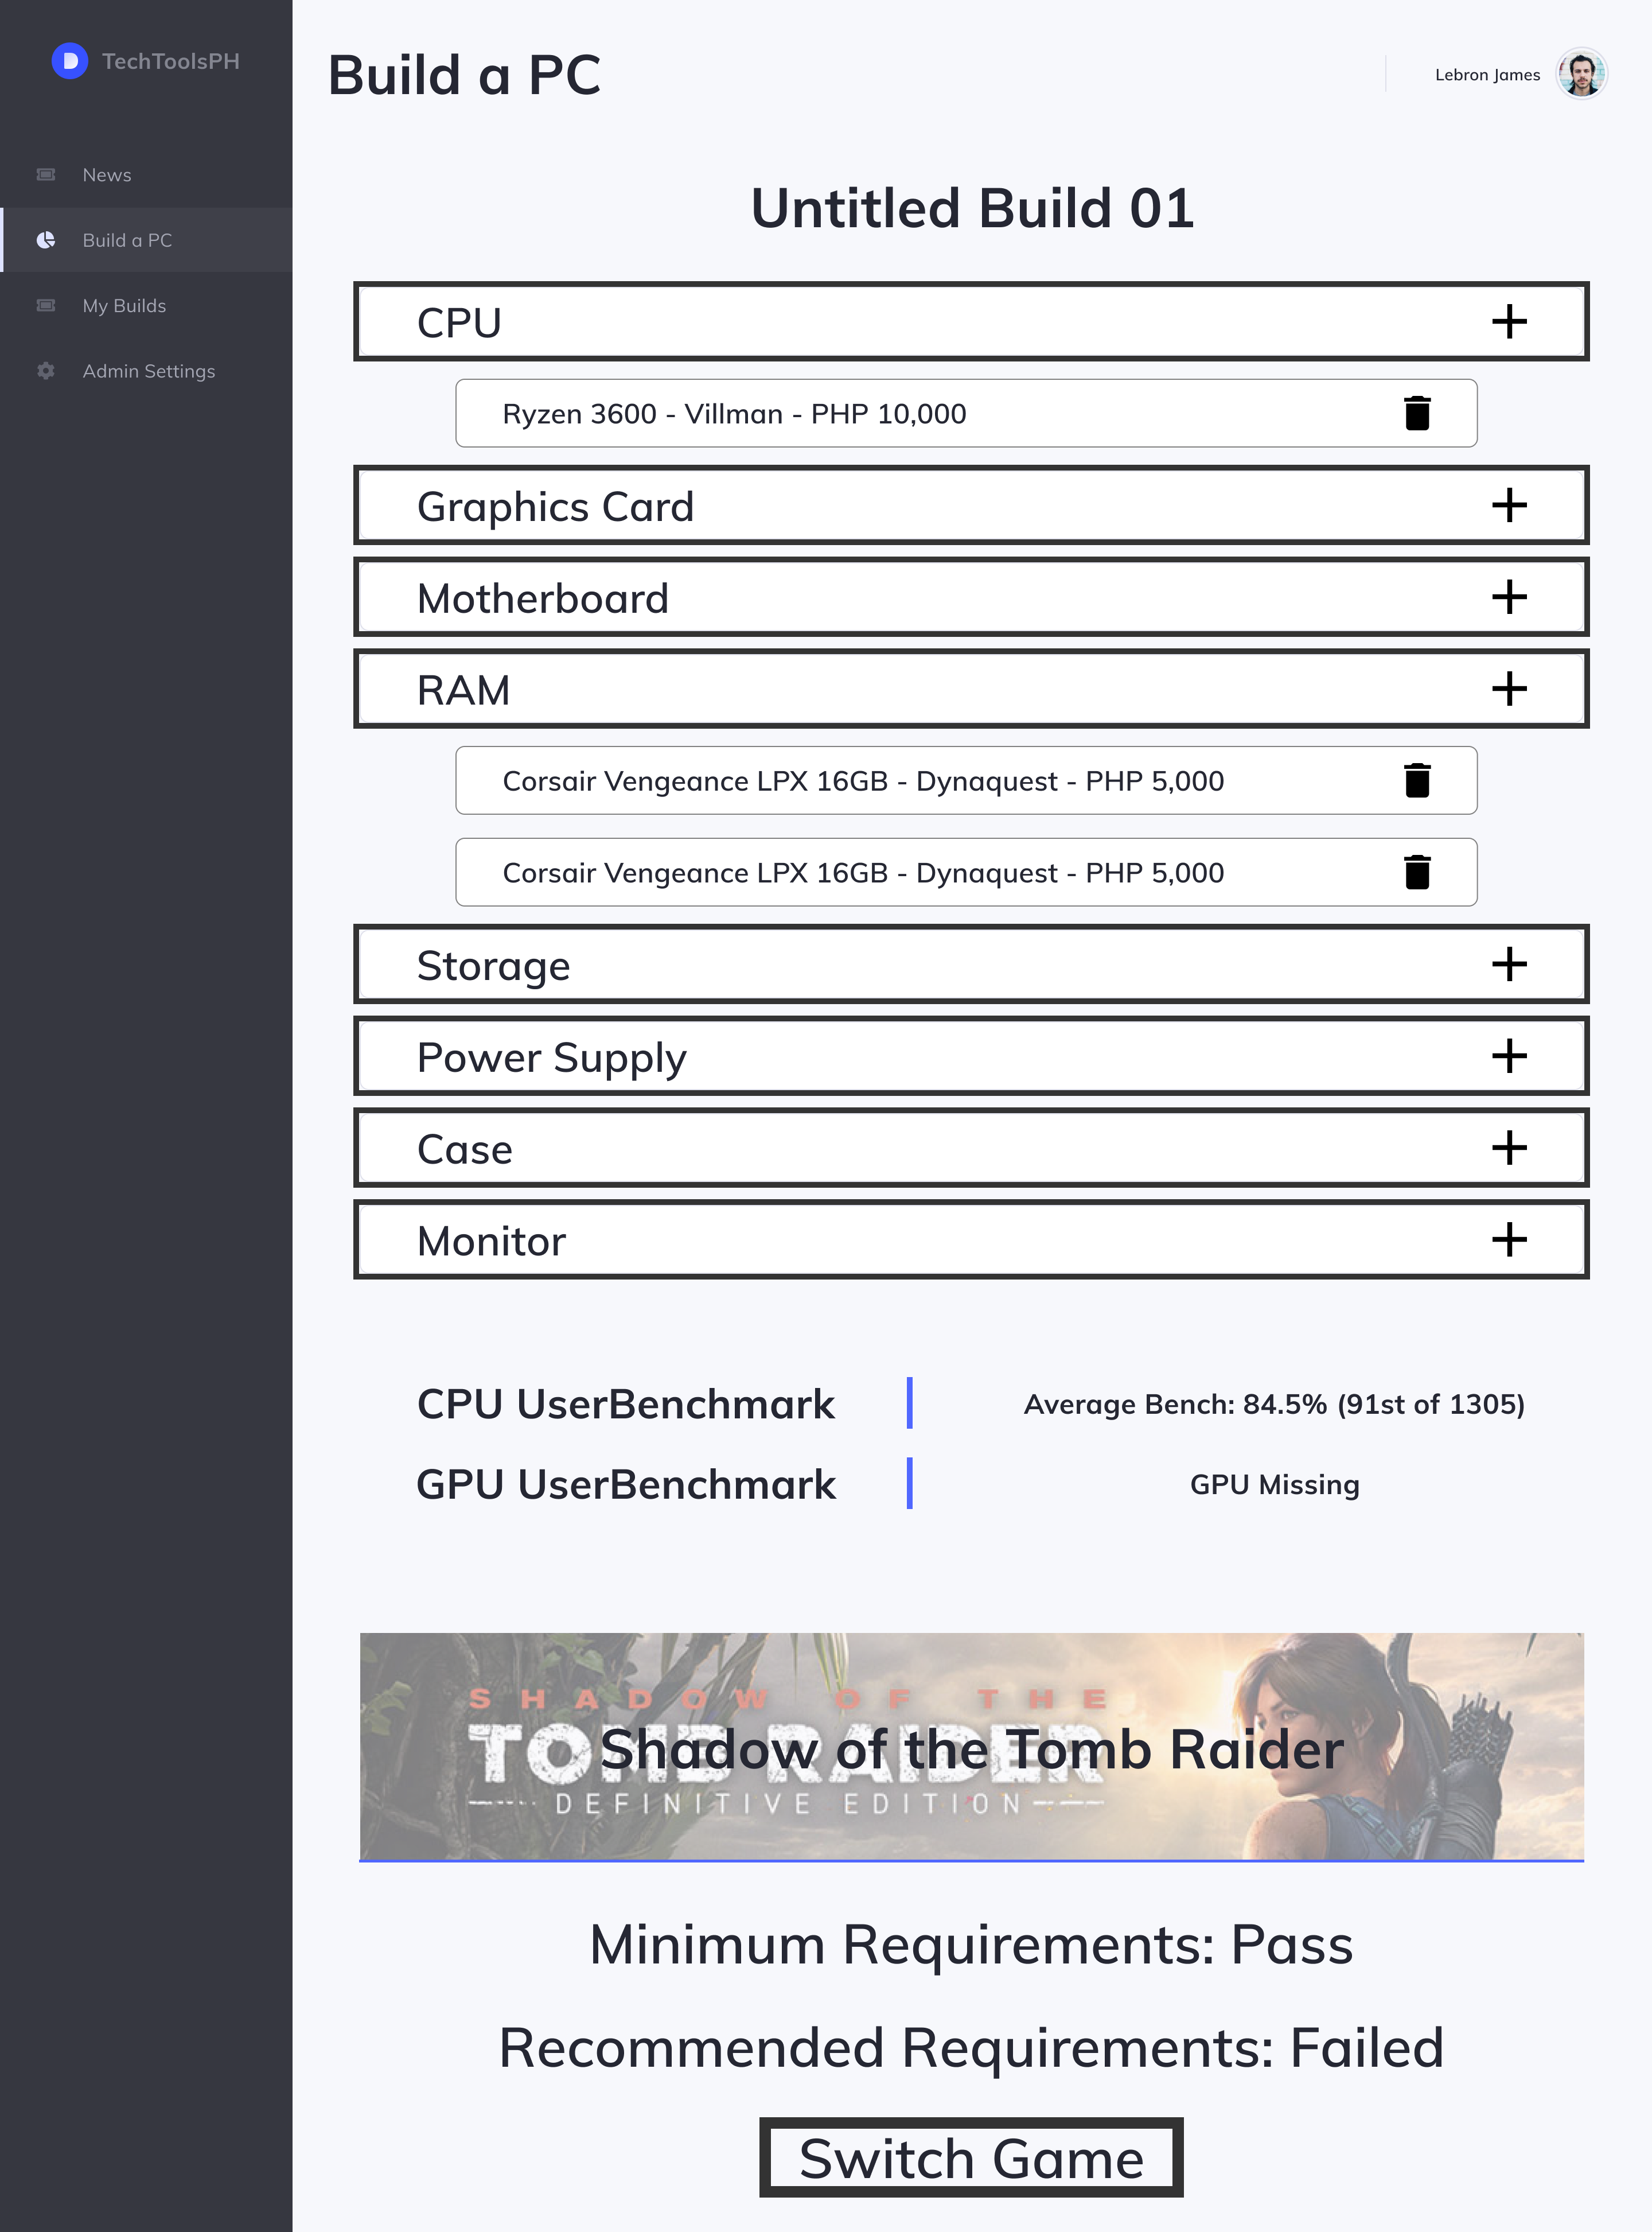 TechToolsPH
News
Build a PC
My Builds
Admin Settings
Build a PC
Lebron James
Untitled Build 01
CPU
Ryzen 3600 - Villman - PHP 10,000
Graphics Card
Motherboard
RAM
Corsair Vengeance LPX 16GB - Dynaquest - PHP 5,000
Corsair Vengeance LPX 16GB - Dynaquest - PHP 5,000
Storage
Power Supply
Case
Monitor
CPU UserBenchmark
Average Bench: 84.5% (91st of 1305)
GPU UserBenchmark
GPU Missing
SHADOW OF THE
TOMB RAIDER
DEFINITIVE EDITION
Shadow of the Tomb Raider
Minimum Requirements: Pass
Recommended Requirements: Failed
Switch Game